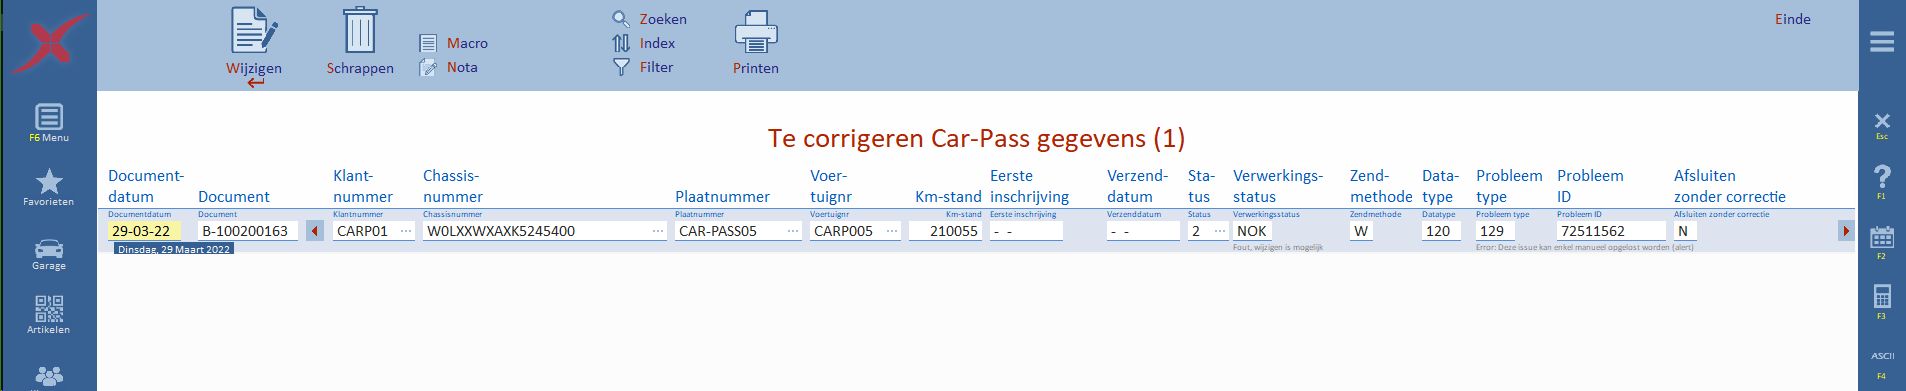 Wijzigen
Schrappen
Macro
Nota
Zoeken
Index
Filter
Printen
Einde
F6 Menu
Favorieten
Garage
Artikelen
Esc
F1
F2
F3
ASCII
F4
Te corrigeren Car-Pass gegevens (1)
Document- Klant- Chassis- Voer- Eerste Verzend- Sta- Verwerkings- Zend- Data- Probleem Probleem Afsluiten
datum Document nummer nummer Plaatnummer tuignr Km-stand inschrijving datum tus status methode type type ID zonder correctie
Documentdatum Document Klantnummer Chassisnummer Plaatnummer Voertuignr Km-stand Eerste inschrijving Verzenddatum Status Verwerkingsstatus Zendmethode Datatype Probleem type Probleem ID Afsluiten zonder correctie
29-03-22 B-100200163 CARP01 ··· W0LXXWXAXK5245400 ··· CAR-PASS05 ··· CARP005 ··· 210055 - - - - 2 ··· NOK W 120 129 72511562 N
Dinsdag, 29 Maart 2022 Fout, wijzigen is mogelijk Error: Deze issue kan enkel manueel opgelost worden (alert)